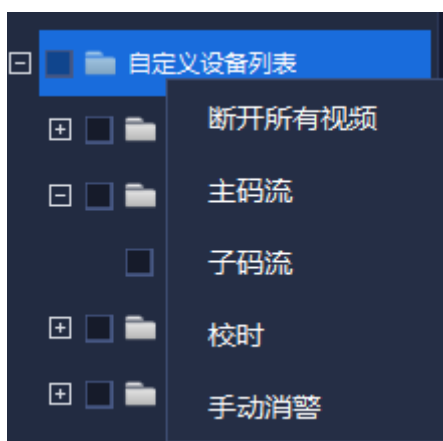 自定义设备列表
断开所有视频
主码流
子码流
校时
手动消警